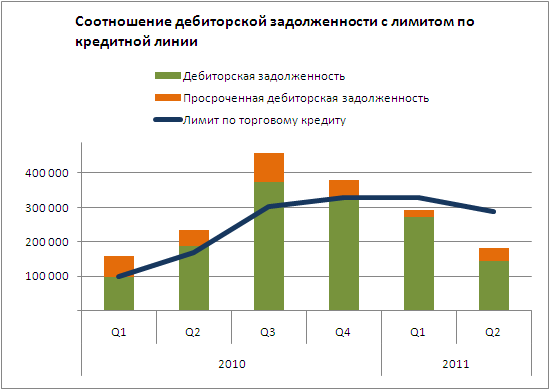 Соотношение дебиторской задолженности с лимитом по
кредитной линии
Дебиторская задолженность
Просроченная дебиторская задолженность
Лимит по торговому кредиту
400 000
300 000
200 000
100 000
Q1 Q2 Q3 Q4 Q1 Q2
2010 2011